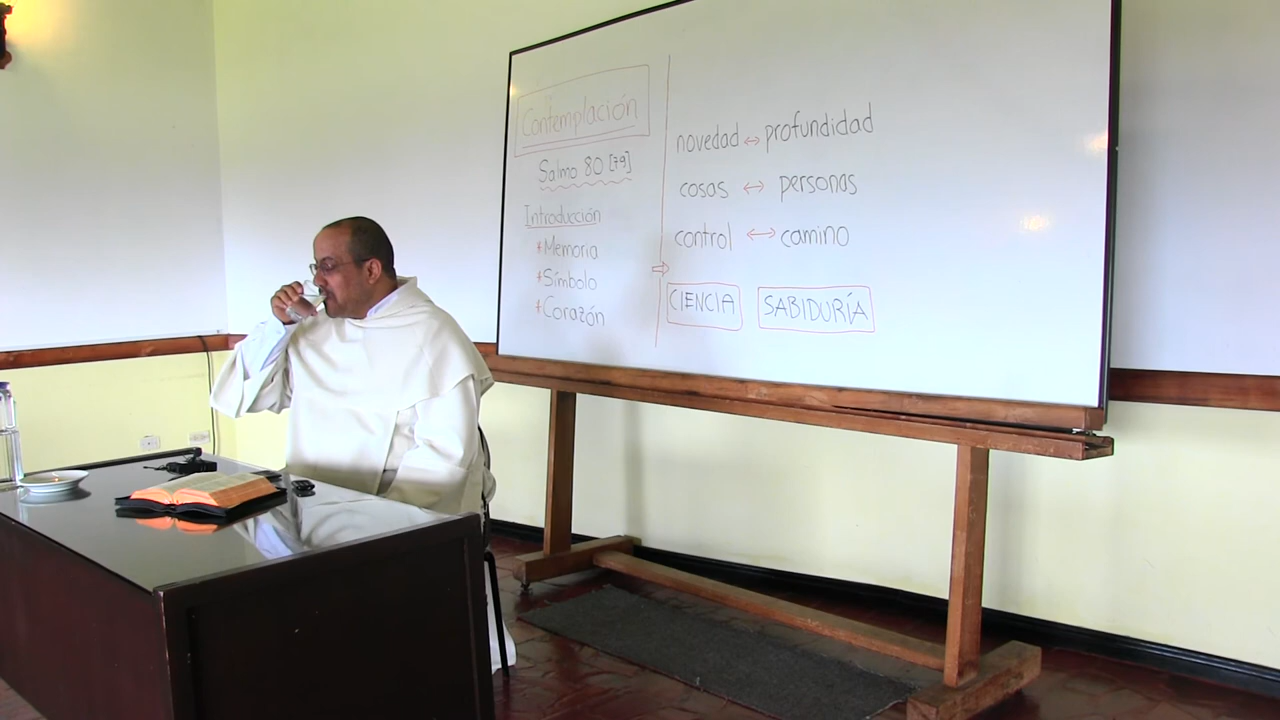 Contemplación
Salmo 80 [79]
Introducción
+Memoria
+Símbolo
+Corazón
novedad ↔ profundidad
cosas ↔ personas
control ↔ camino
⇒
CIENCIA SABIDURÍA